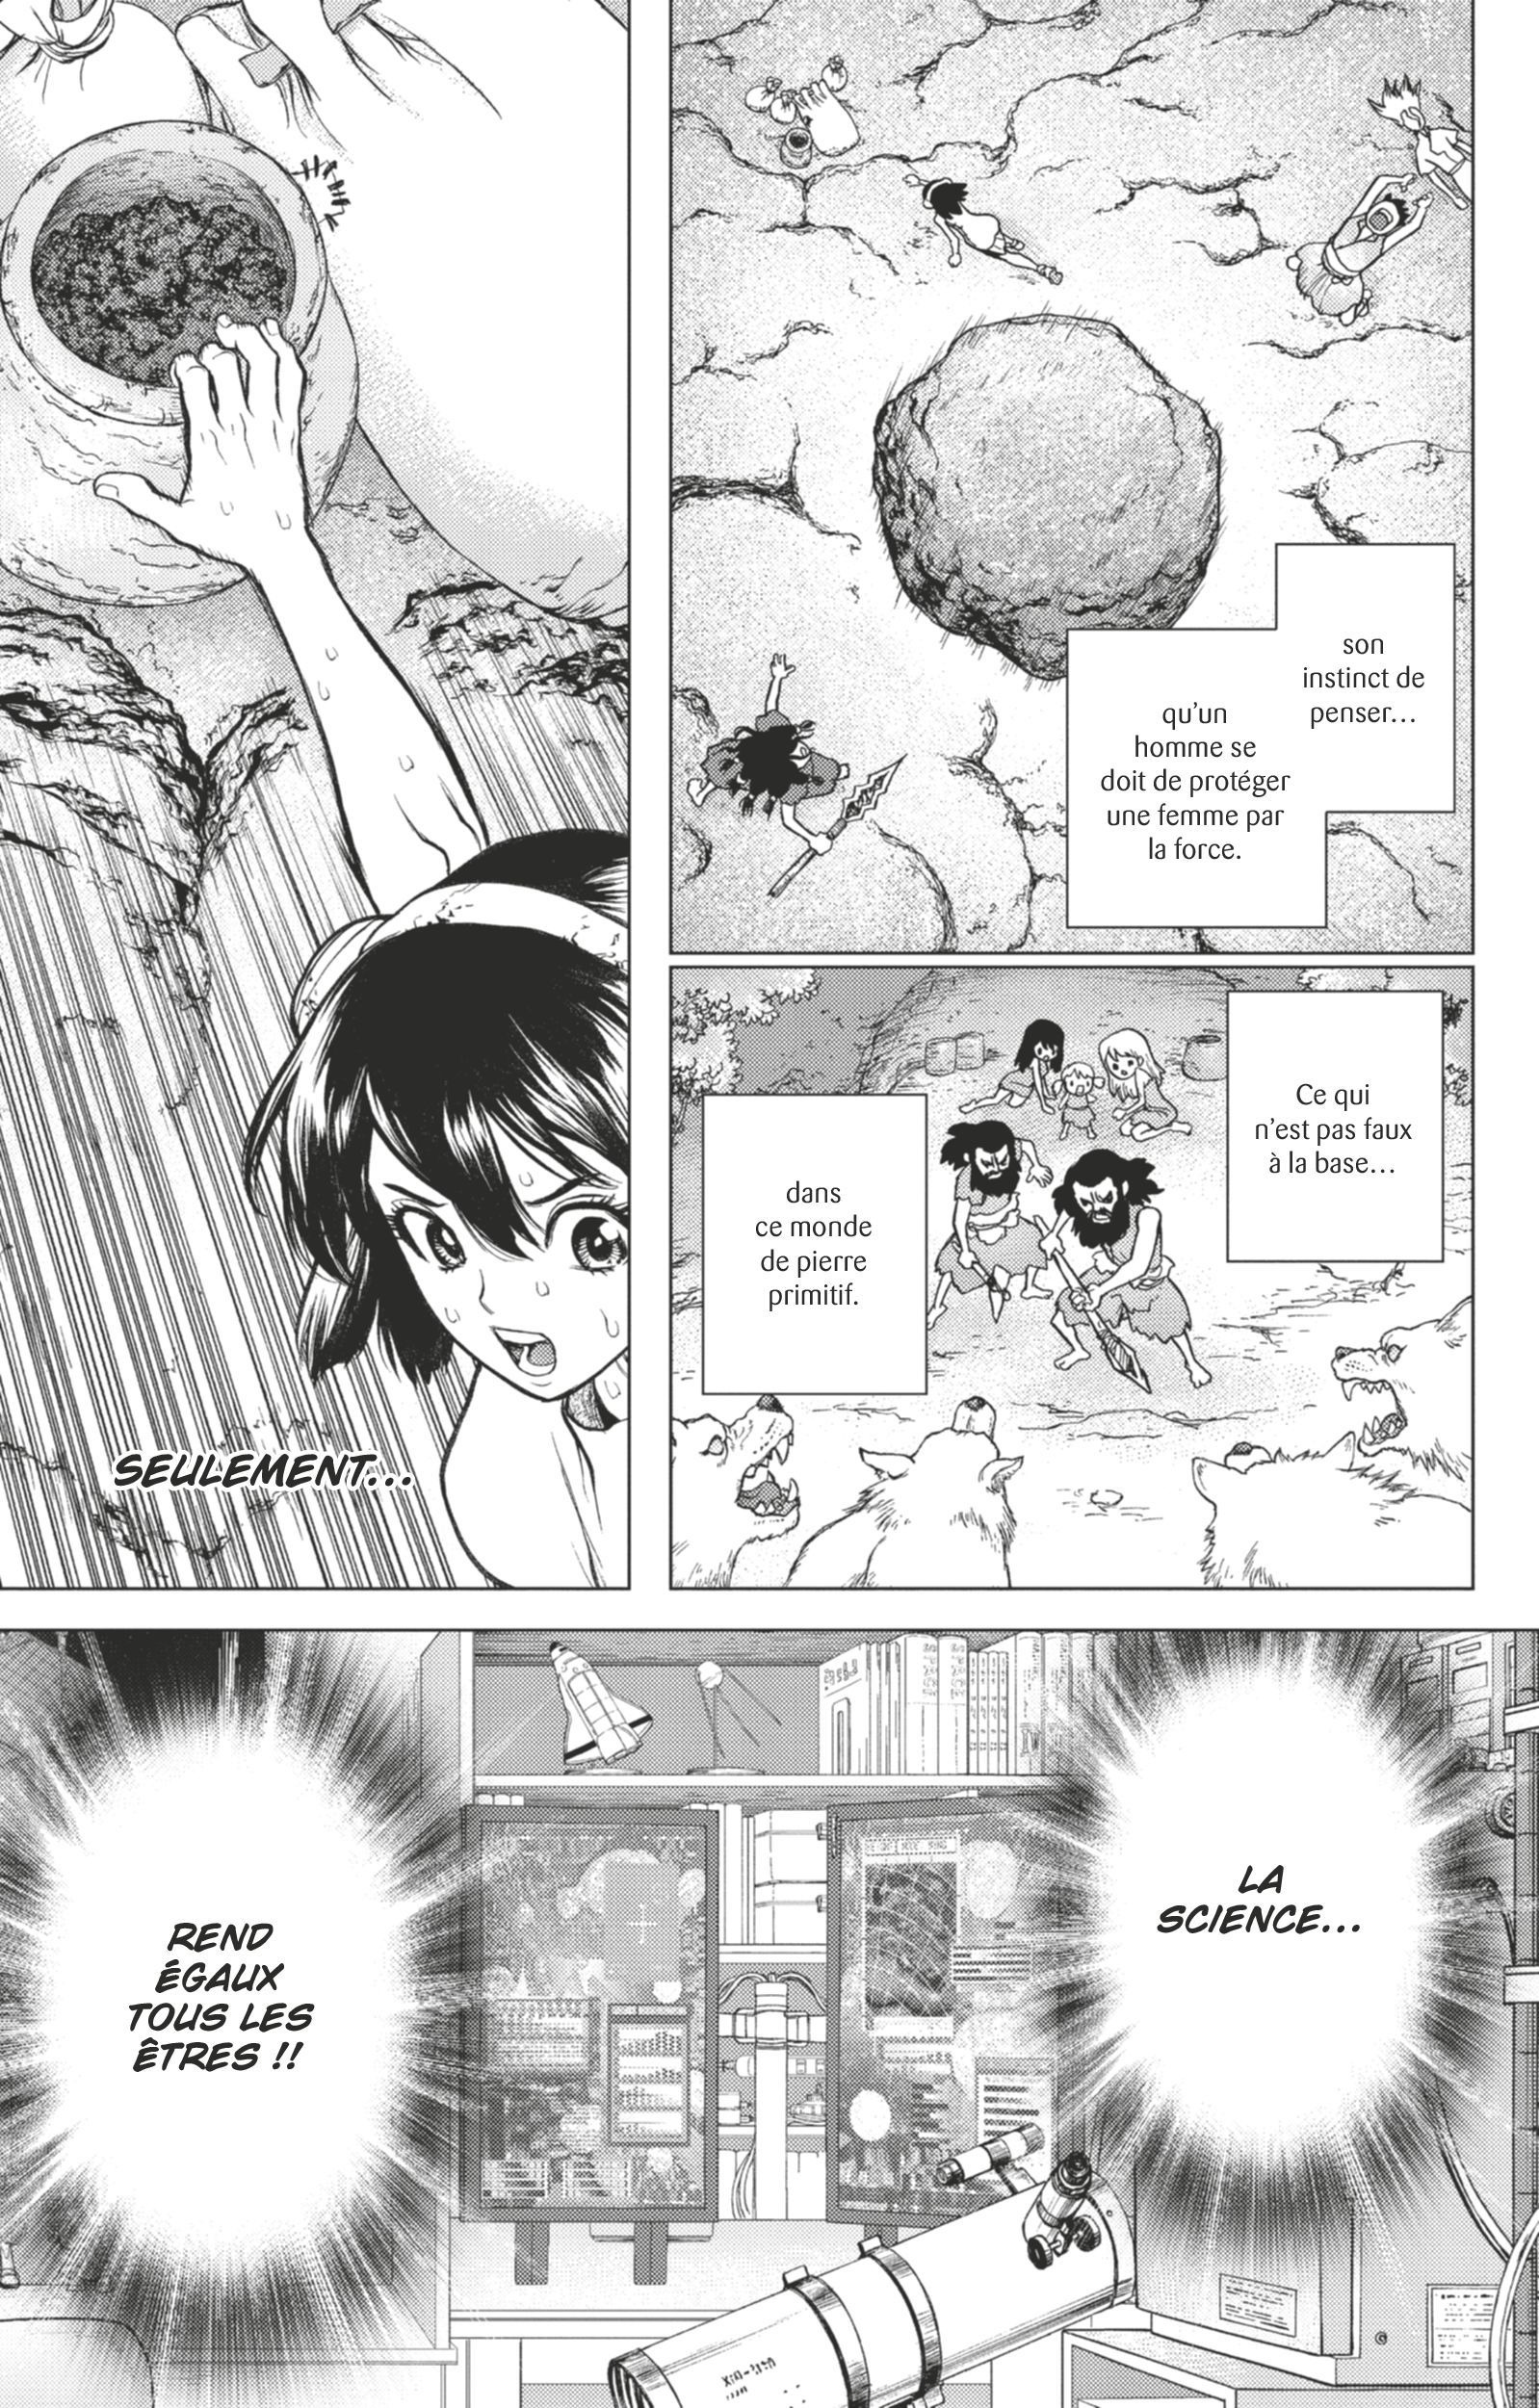 son
instinct de
penser...
qu'un
homme se
doit de protéger
une femme par
la force.
Ce qui
n'est pas faux
à la base...
dans
ce monde
de pierre
primitif.
SEULEMENT...
LA
SCIENCE...
REND
ÉGAUX
TOUS LES
ÊTRES !!